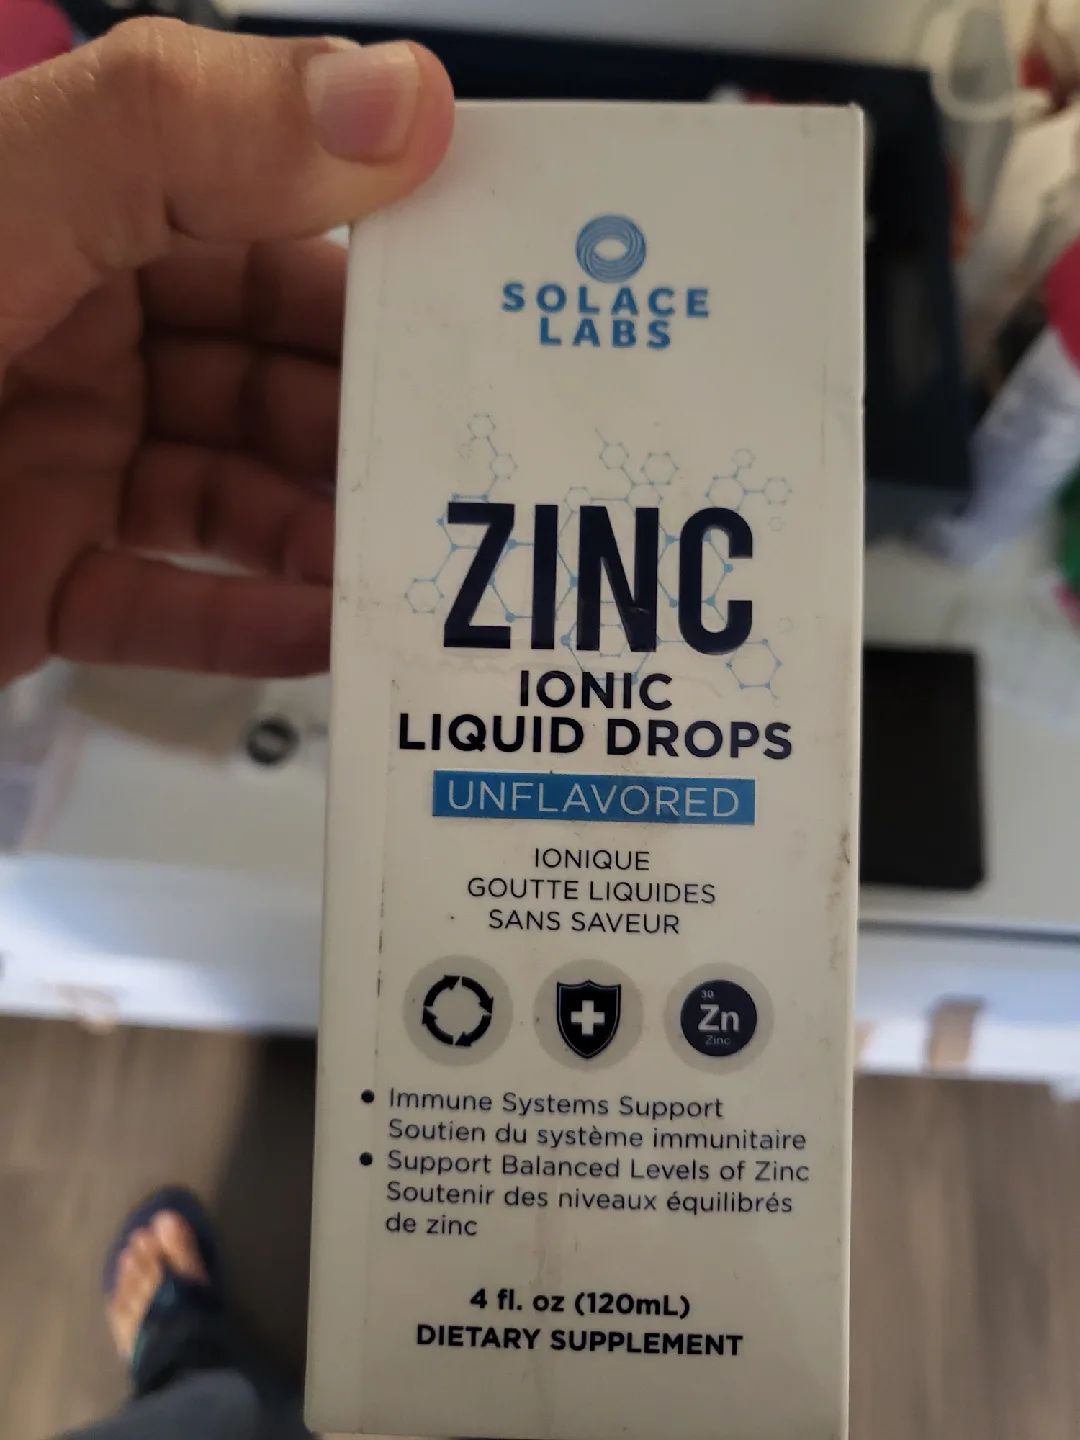 SOLACE
LABS
ZINC
IONIC
LIQUID DROPS
UNFLAVORED
IONIQUE
GOUTTE LIQUIDES
SANS SAVEUR
30
Zn
Zinc
• Immune Systems Support
Soutien du système immunitaire
• Support Balanced Levels of Zinc
Soutenir des niveaux équilibrés
de zinc
4 fl. oz (120mL)
DIETARY SUPPLEMENT